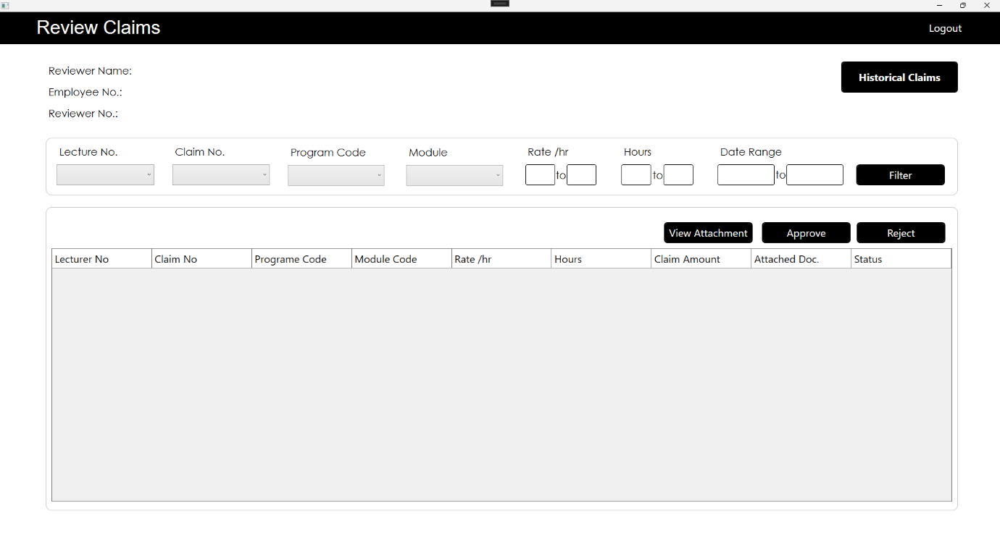 Review Claims
Logout
Reviewer Name:
Historical Claims
Employee No.:
Reviewer No.:
Lecture No. Claim No. Program Code Module Rate /hr Hours Date Range
to to to Filter
View Attachment Approve Reject
Lecturer No Claim No Programe Code Module Code Rate /hr Hours Claim Amount Attached Doc. Status